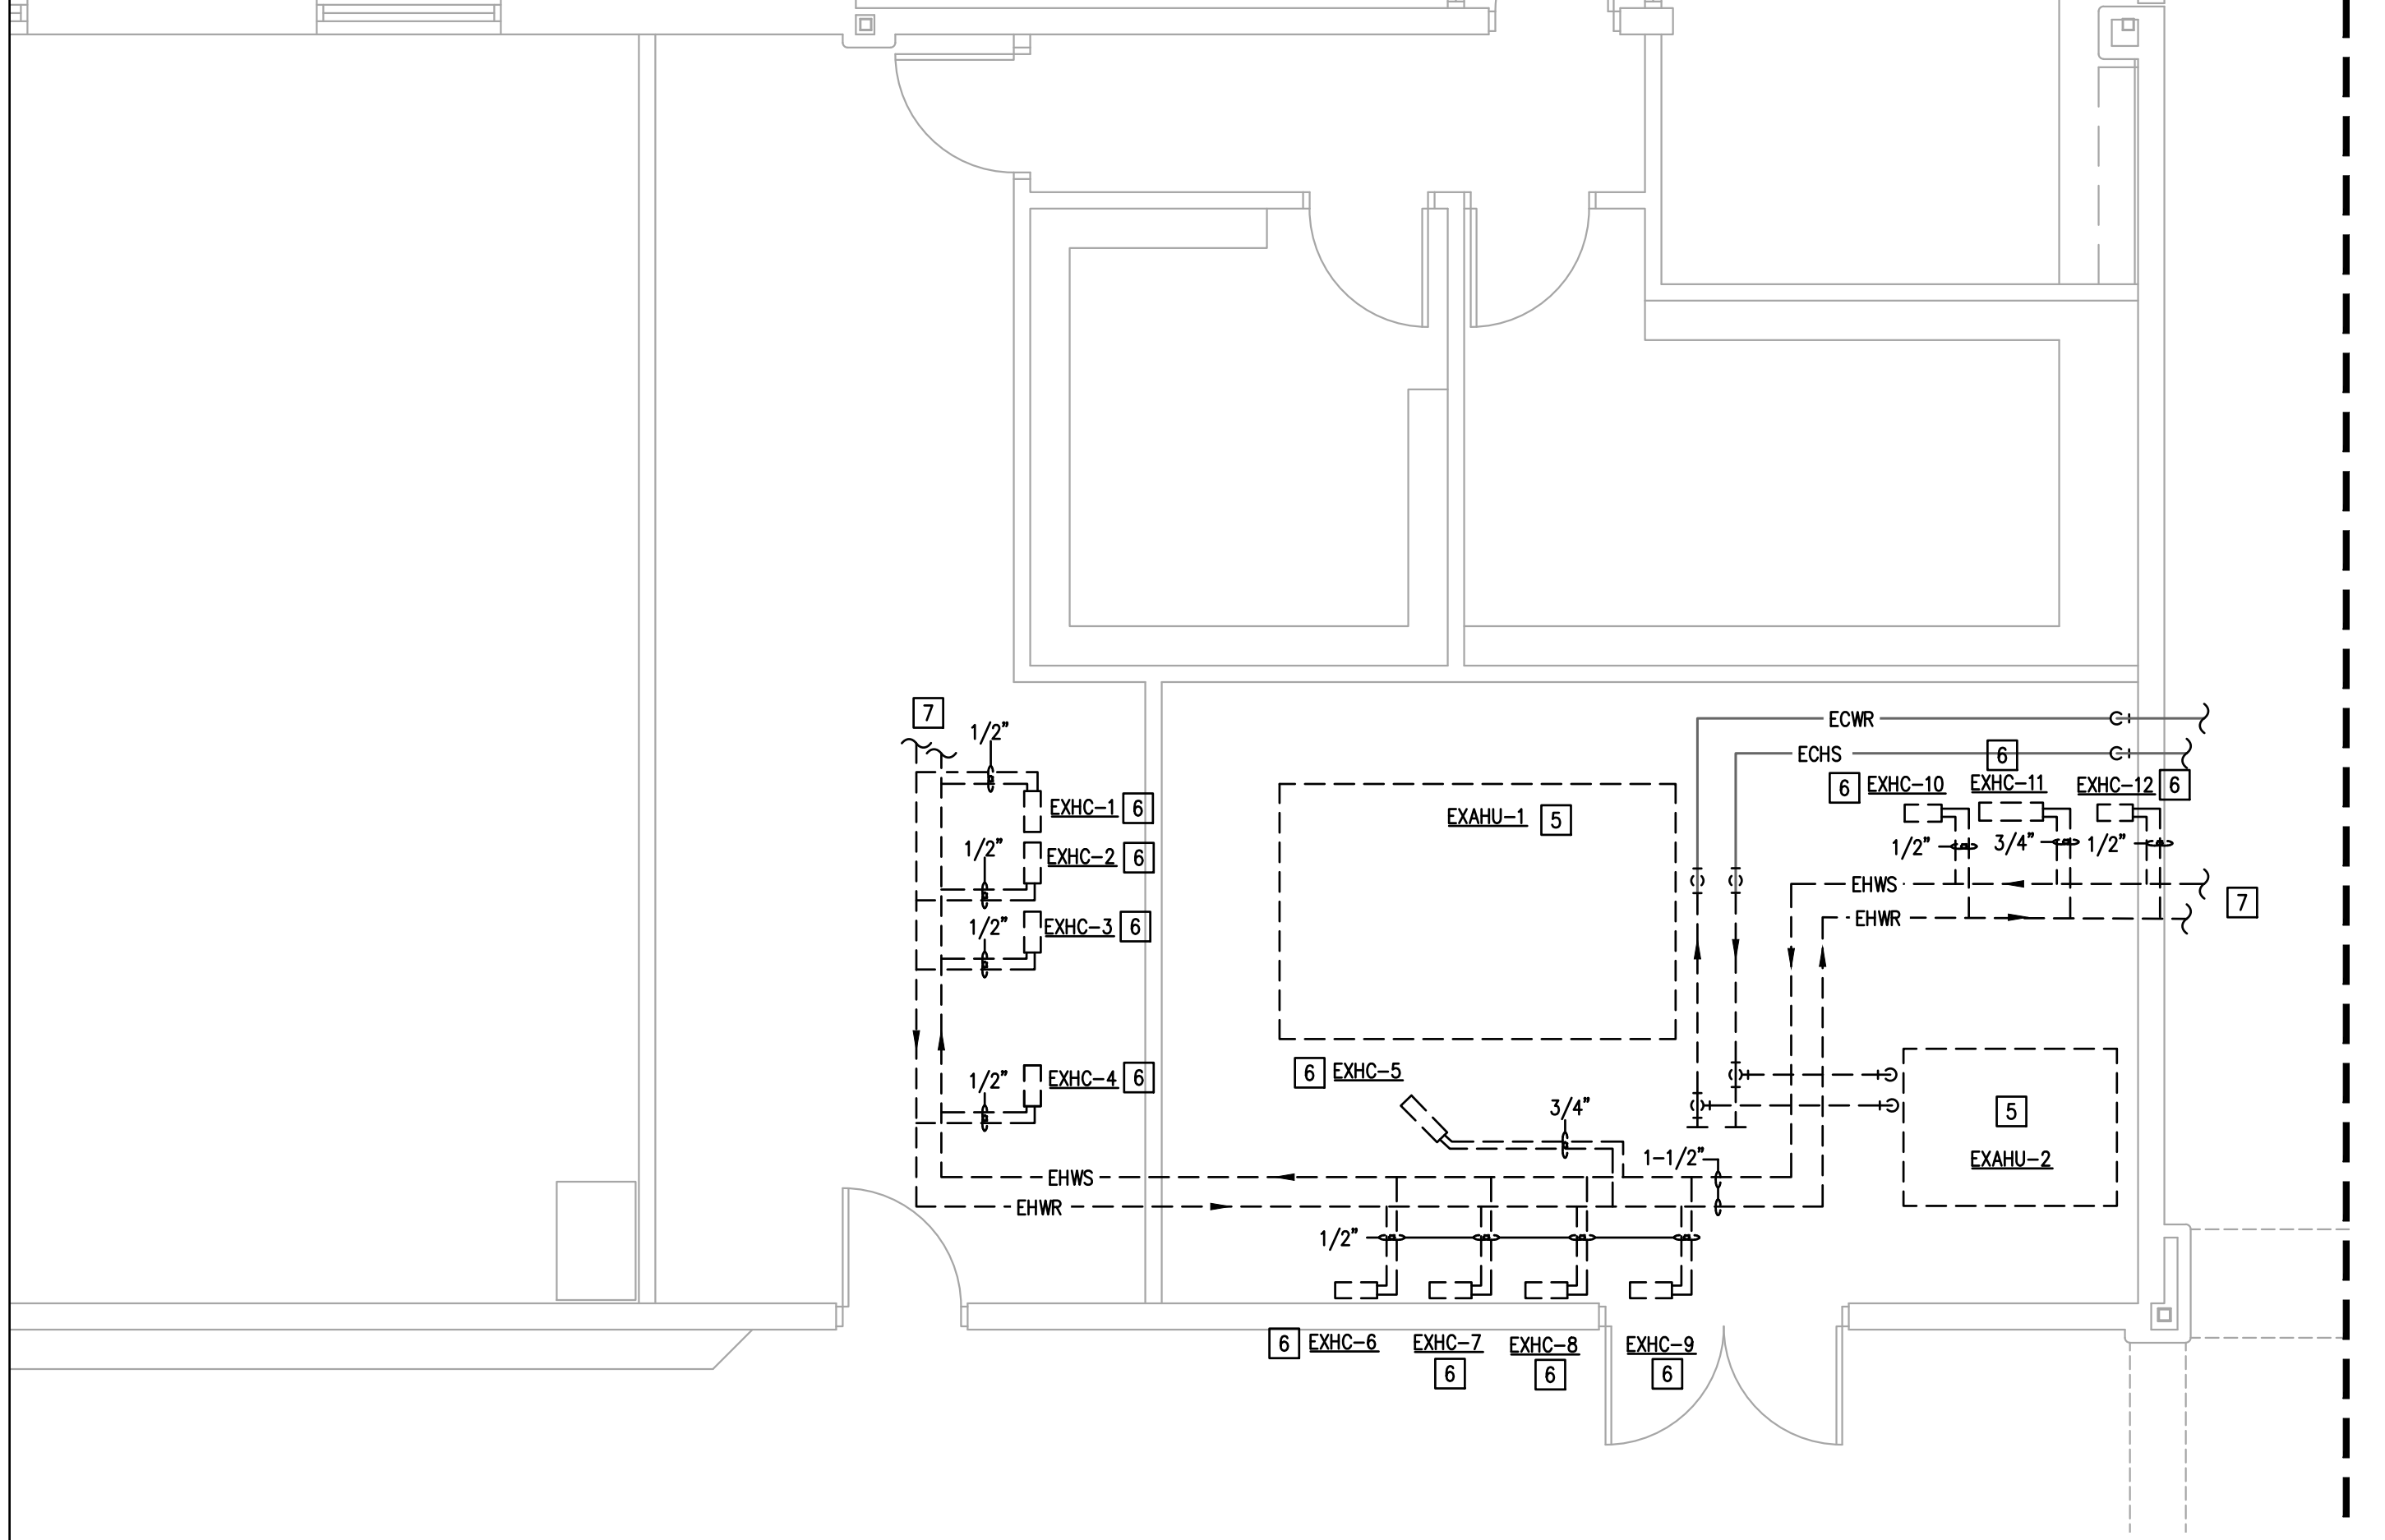 7
1/2"
ECWR
ECHS
6
6 EXHC-10
EXHC-11
EXHC-12 6
EXHC-1 6
EXAHU-1 5
1/2"
3/4"
1/2"
1/2"
EXHC-2 6
EHWS
7
1/2"
EXHC-3 6
EHWR
6 EXHC-5
1/2"
EXHC-4 6
3/4"
5
1-1/2"
EXAHU-2
EHWS
EHWR
1/2"
6 EXHC-6
EXHC-7
6
EXHC-8
6
EXHC-9
6